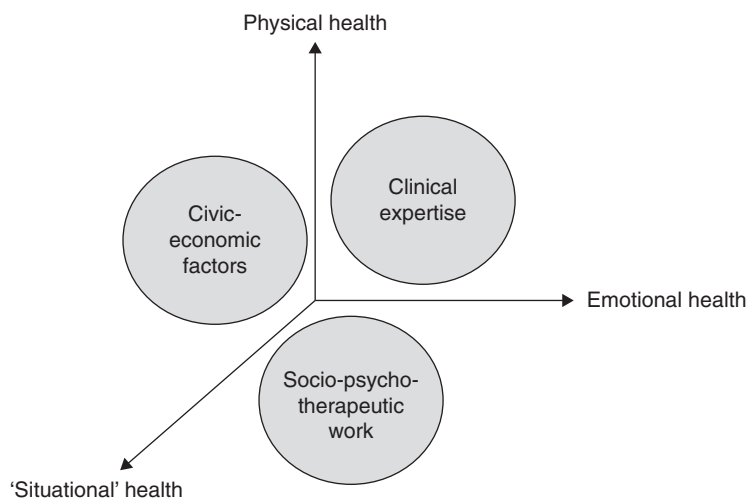 Physical health
Clinical
expertise
Civic-
economic
factors
Emotional health
Socio-psycho-
therapeutic
work
‘Situational’ health